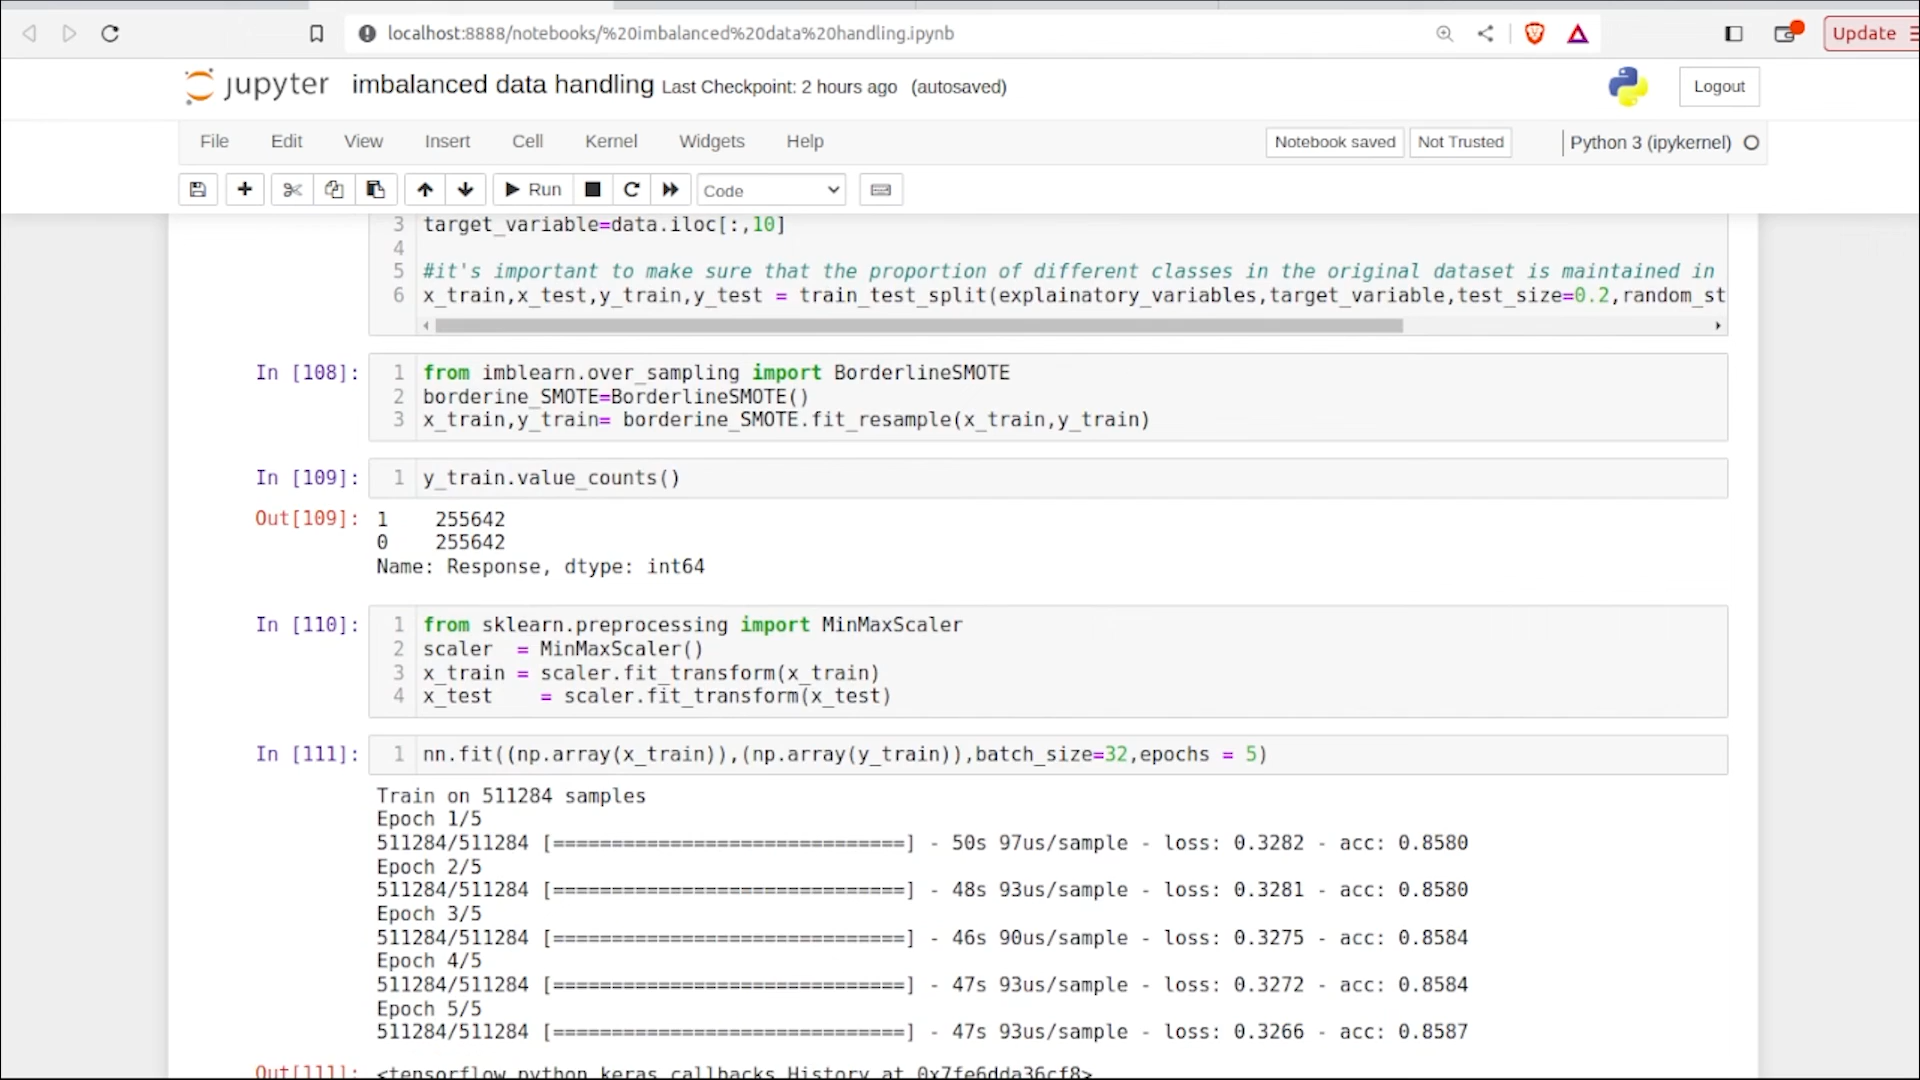 localhost:8888/notebooks/%20imbalanced%20data%20handling.ipynb
Update
jupyter imbalanced data handling Last Checkpoint: 2 hours ago (autosaved)
Logout
File Edit View Insert Cell Kernel Widgets Help
Notebook saved Not Trusted Python 3 (ipykernel)
Run Code
3 target_variable=data.iloc[:,10]
4
5 #it's important to make sure that the proportion of different classes in the original dataset is maintained in
6 x_train,x_test,y_train,y_test = train_test_split(explainatory_variables,target_variable,test_size=0.2,random_st
In [108]: 1 from imblearn.over_sampling import BorderlineSMOTE
2 borderine_SMOTE=BorderlineSMOTE()
3 x_train,y_train= borderine_SMOTE.fit_resample(x_train,y_train)
In [109]: 1 y_train.value_counts()
Out[109]: 1    255642
0    255642
Name: Response, dtype: int64
In [110]: 1 from sklearn.preprocessing import MinMaxScaler
2 scaler  = MinMaxScaler()
3 x_train = scaler.fit_transform(x_train)
4 x_test    = scaler.fit_transform(x_test)
In [111]: 1 nn.fit((np.array(x_train)),(np.array(y_train)),batch_size=32,epochs = 5)
Train on 511284 samples
Epoch 1/5
511284/511284 [==============================] - 50s 97us/sample - loss: 0.3282 - acc: 0.8580
Epoch 2/5
511284/511284 [==============================] - 48s 93us/sample - loss: 0.3281 - acc: 0.8580
Epoch 3/5
511284/511284 [==============================] - 46s 90us/sample - loss: 0.3275 - acc: 0.8584
Epoch 4/5
511284/511284 [==============================] - 47s 93us/sample - loss: 0.3272 - acc: 0.8584
Epoch 5/5
511284/511284 [==============================] - 47s 93us/sample - loss: 0.3266 - acc: 0.8587
Out[111]: <tensorflow.python.keras.callbacks.History at 0x7fe6dda36cf8>